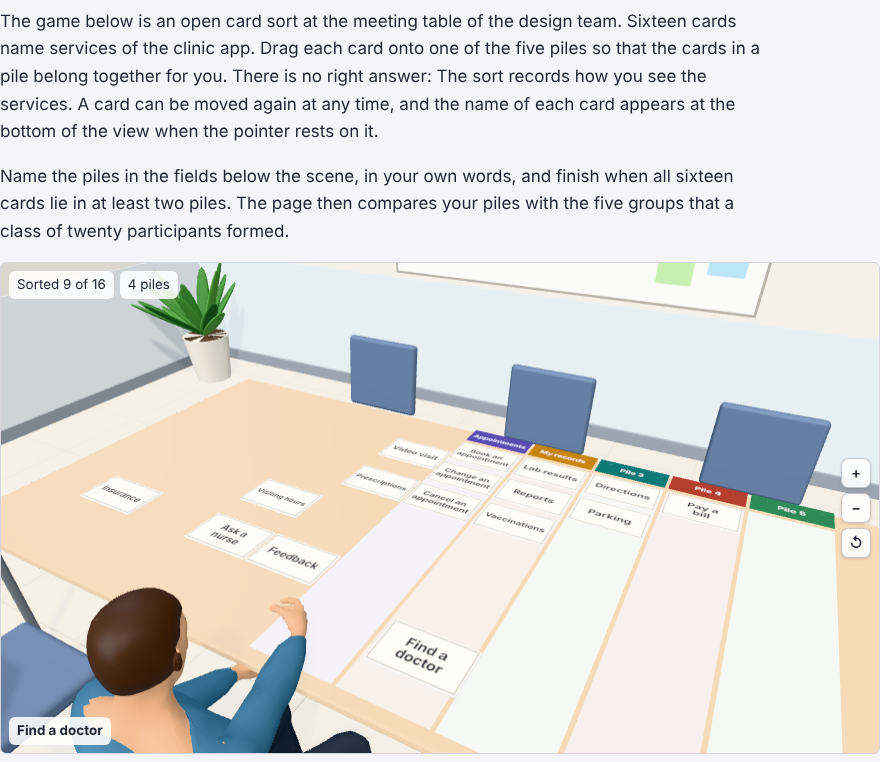 The game below is an open card sort at the meeting table of the design team. Sixteen cards
name services of the clinic app. Drag each card onto one of the five piles so that the cards in a
pile belong together for you. There is no right answer: The sort records how you see the
services. A card can be moved again at any time, and the name of each card appears at the
bottom of the view when the pointer rests on it.
Name the piles in the fields below the scene, in your own words, and finish when all sixteen
cards lie in at least two piles. The page then compares your piles with the five groups that a
class of twenty participants formed.
Sorted 9 of 16
4 piles
Appointments
My records
Pile 3
Pile 4
Pile 5
Video visit
Book an
appointment
Lab results
Directions
Pay a
bill
Prescriptions
Change an
appointment
Reports
Parking
Insurance
Visiting hours
Cancel an
appointment
Vaccinations
Ask a
nurse
Feedback
Find a
doctor
+
−
Find a doctor